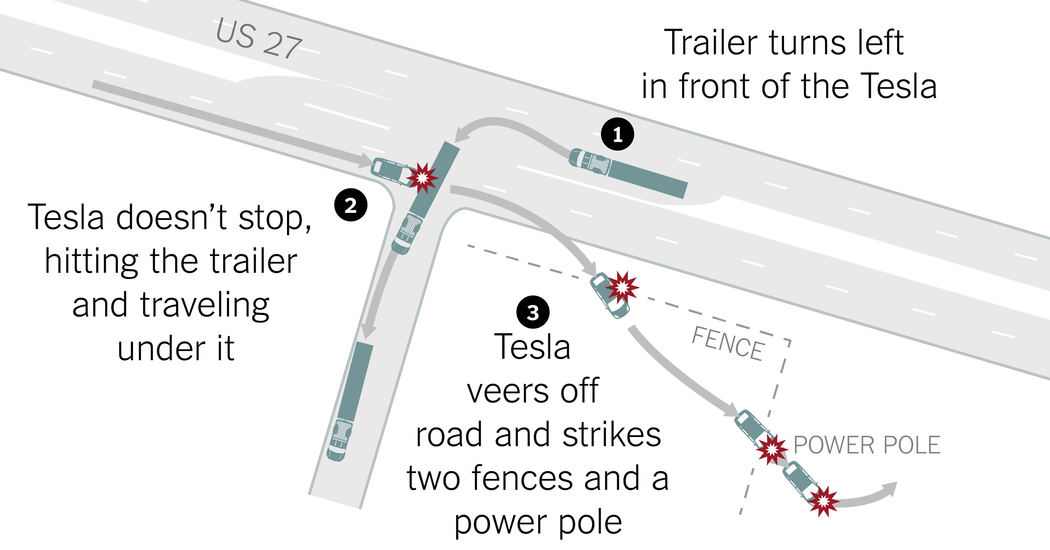 US 27
Trailer turns left
in front of the Tesla
1
2
Tesla doesn’t stop,
hitting the trailer
and traveling
under it
3
Tesla
veers off
road and strikes
two fences and a
power pole
FENCE
POWER POLE